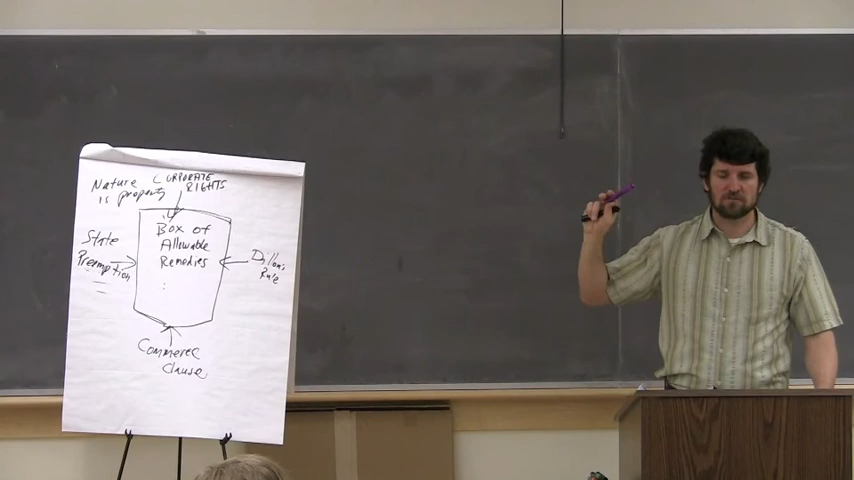 Nature is property
CORPORATE RIGHTS
Box of
Allowable
Remedies
State
Preemption
Dillon's
Rule
Commerce
Clause